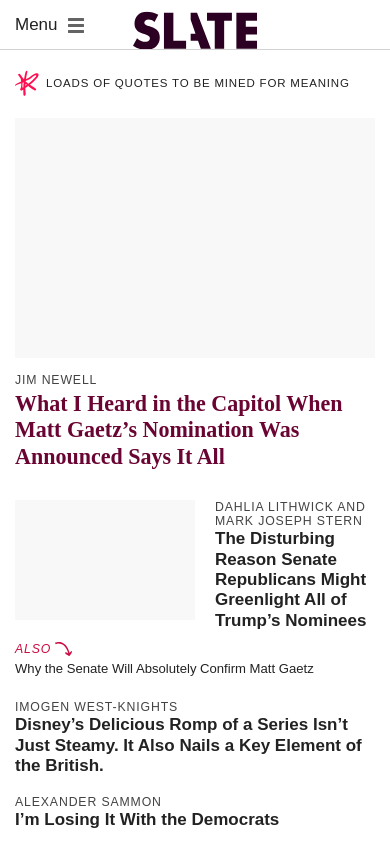 Menu
SLATE
LOADS OF QUOTES TO BE MINED FOR MEANING
JIM NEWELL
What I Heard in the Capitol When
Matt Gaetz’s Nomination Was
Announced Says It All
DAHLIA LITHWICK AND
MARK JOSEPH STERN
The Disturbing
Reason Senate
Republicans Might
Greenlight All of
Trump’s Nominees
ALSO
Why the Senate Will Absolutely Confirm Matt Gaetz
IMOGEN WEST-KNIGHTS
Disney’s Delicious Romp of a Series Isn’t
Just Steamy. It Also Nails a Key Element of
the British.
ALEXANDER SAMMON
I’m Losing It With the Democrats